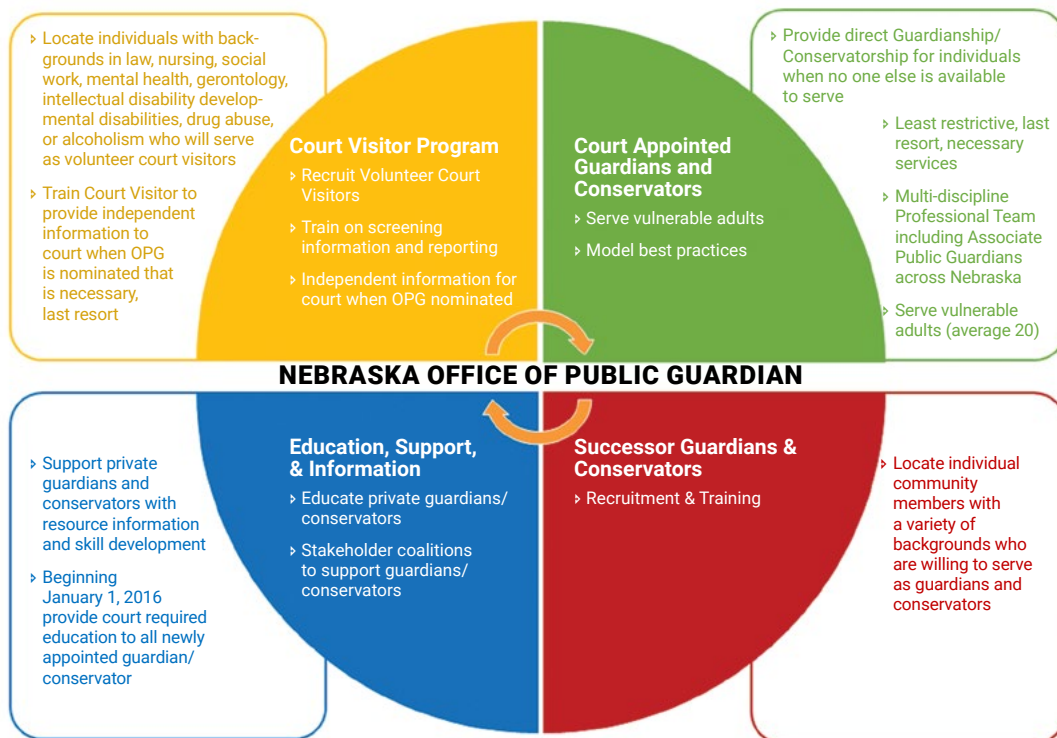 › Locate individuals with back-
grounds in law, nursing, social
work, mental health, gerontology,
intellectual disability develop-
mental disabilities, drug abuse,
or alcoholism who will serve
as volunteer court visitors
› Train Court Visitor to
provide independent
information to
court when OPG
is nominated that
is necessary,
last resort
Court Visitor Program
› Recruit Volunteer Court
Visitors
› Train on screening
information and reporting
› Independent information for
court when OPG nominated
Court Appointed
Guardians and
Conservators
› Serve vulnerable adults
› Model best practices
› Provide direct Guardianship/
Conservatorship for individuals
when no one else is available
to serve
› Least restrictive, last
resort, necessary
services
› Multi-discipline
Professional Team
including Associate
Public Guardians
across Nebraska
› Serve vulnerable
adults (average 20)
NEBRASKA OFFICE OF PUBLIC GUARDIAN
› Support private
guardians and
conservators with
resource information
and skill development
› Beginning
January 1, 2016
provide court required
education to all newly
appointed guardian/
conservator
Education, Support,
& Information
› Educate private guardians/
conservators
› Stakeholder coalitions
to support guardians/
conservators
Successor Guardians &
Conservators
› Recruitment & Training
› Locate individual
community
members with
a variety of
backgrounds who
are willing to serve
as guardians and
conservators